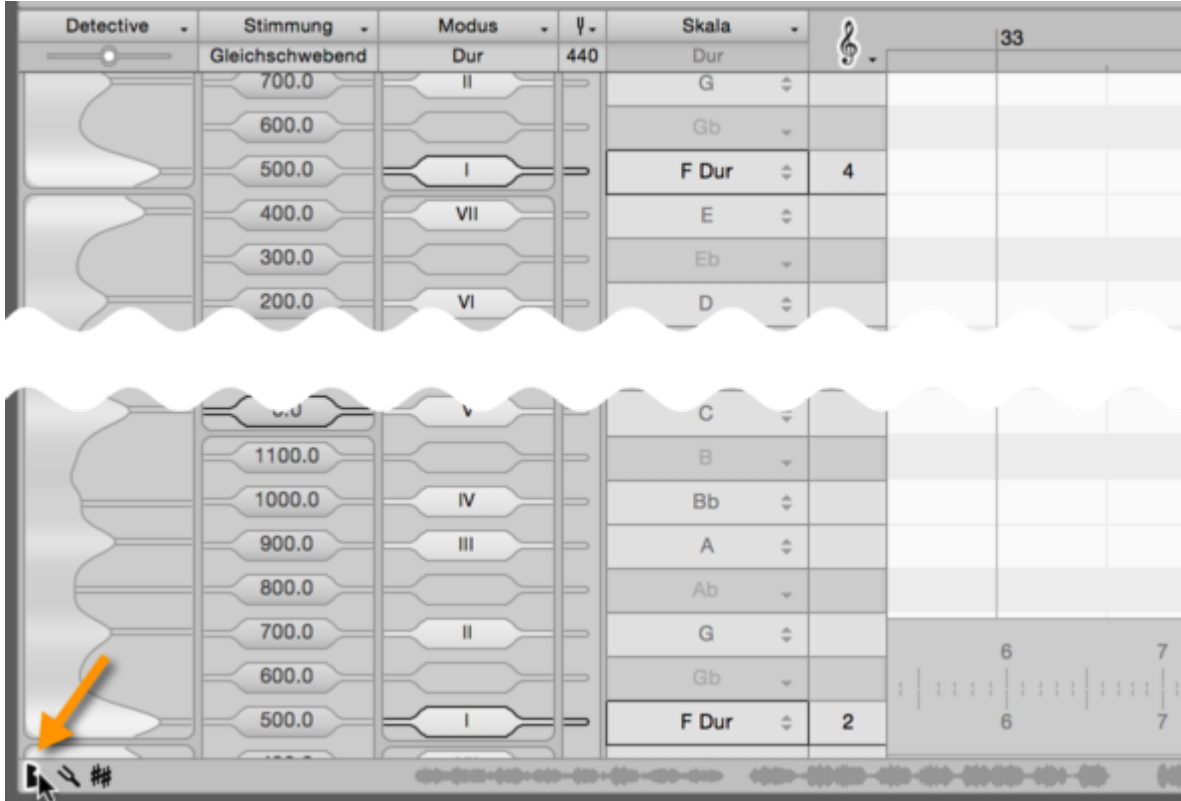 Detective Stimmung Modus Skala 33
Gleichschwebend Dur 440 Dur
700.0 II G
600.0 Gb
500.0 I F Dur 4
400.0 VII E
300.0 Eb
200.0 VI D
0.0 V C
1100.0 B
1000.0 IV Bb
900.0 III A
800.0 Ab
700.0 II G
6 7
600.0 Gb
500.0 I F Dur 2 6 7